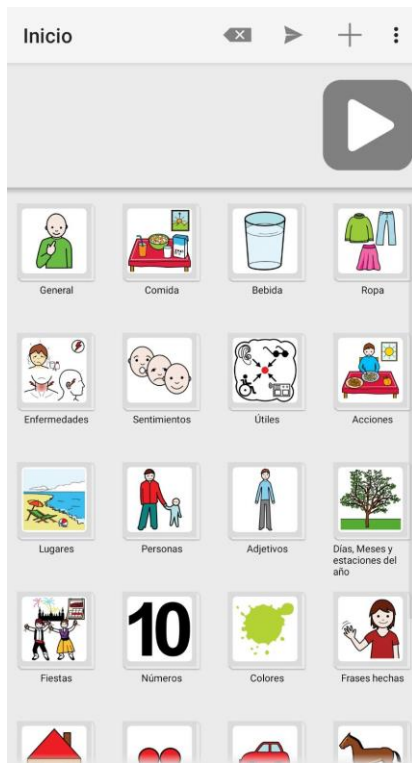 Inicio
General
Comida
Bebida
Ropa
Enfermedades
Sentimientos
Útiles
Acciones
Lugares
Personas
Adjetivos
Días, Meses y
estaciones del
año
Fiestas
10
Números
Colores
Frases hechas